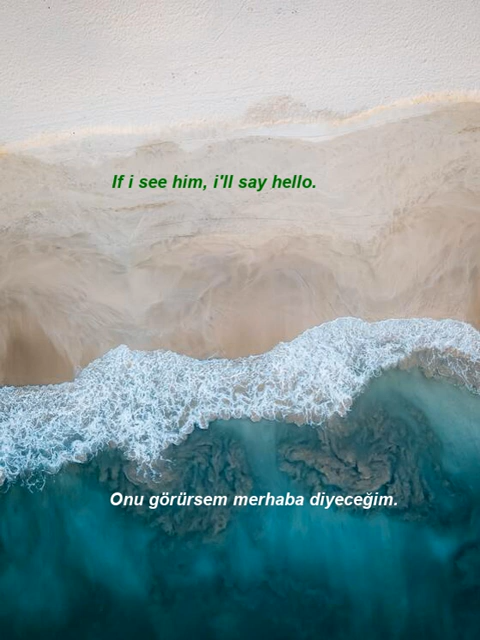 If i see him, i'll say hello.
Onu görürsem merhaba diyeceğim.